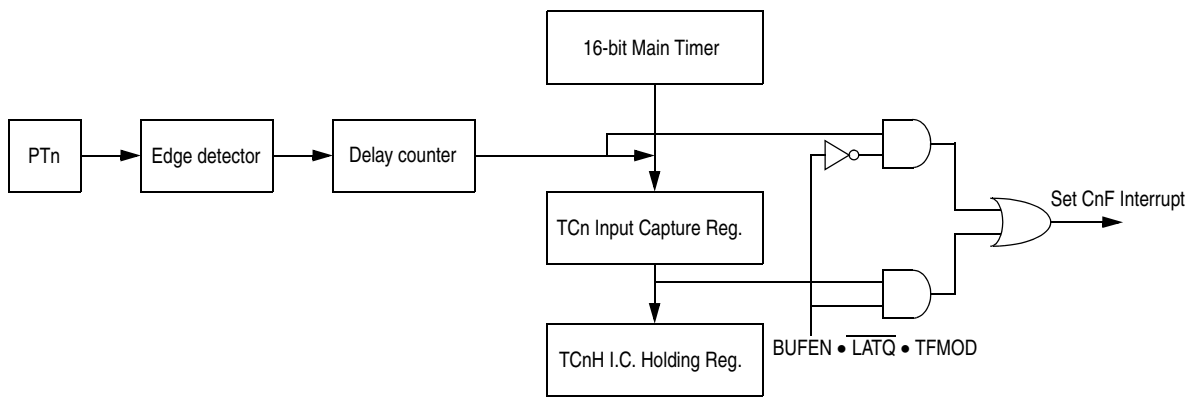 16-bit Main Timer
PTn
Edge detector
Delay counter
Set CnF Interrupt
TCn Input Capture Reg.
BUFEN • L̅A̅T̅Q̅ • TFMOD
TCnH I.C. Holding Reg.